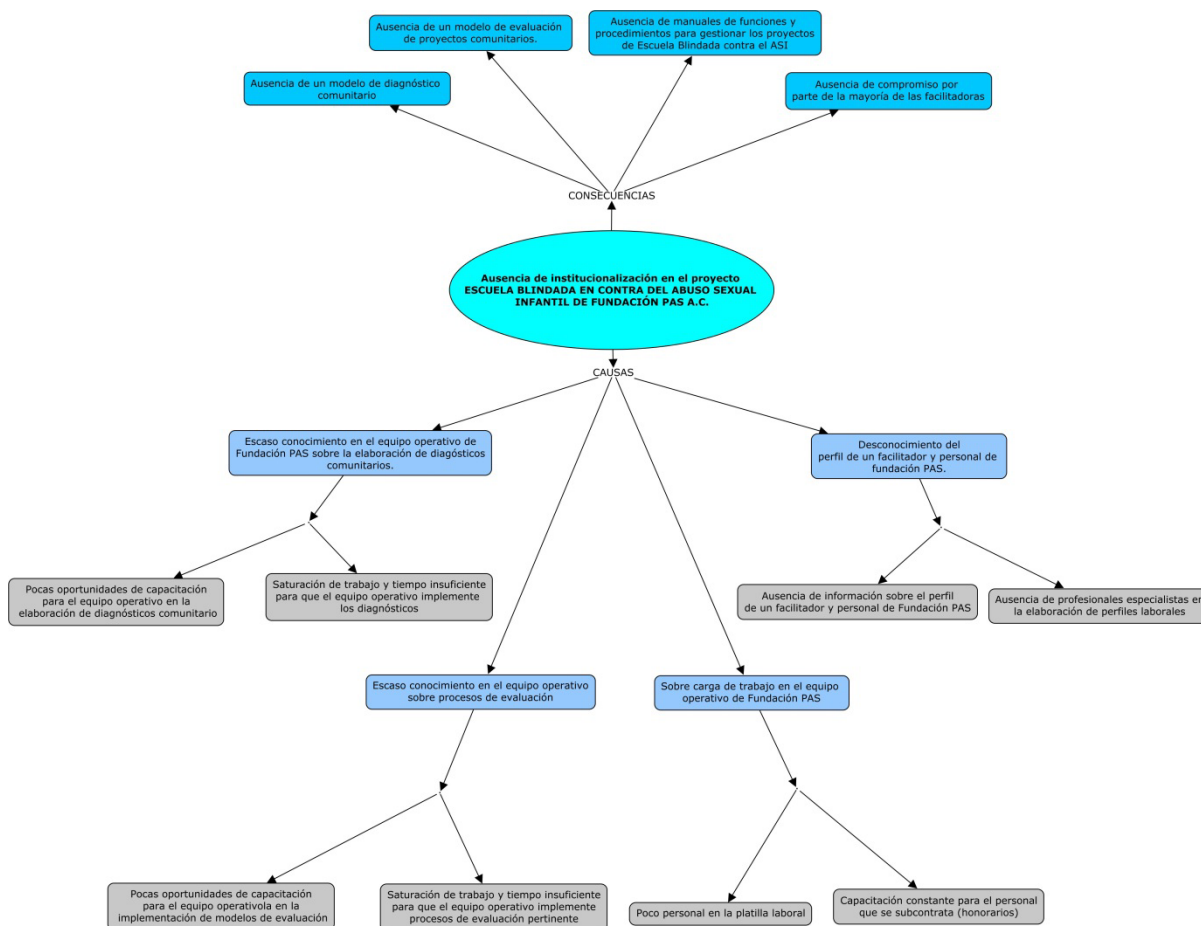 Ausencia de un modelo de evaluación
de proyectos comunitarios.
Ausencia de manuales de funciones y
procedimientos para gestionar los proyectos
de Escuela Blindada contra el ASI
Ausencia de un modelo de diagnóstico
comunitario
Ausencia de compromiso por
parte de la mayoría de las facilitadoras
CONSECUENCIAS
Ausencia de institucionalización en el proyecto
ESCUELA BLINDADA EN CONTRA DEL ABUSO SEXUAL
INFANTIL DE FUNDACIÓN PAS A.C.
CAUSAS
Escaso conocimiento en el equipo operativo de
Fundación PAS sobre la elaboración de diagósticos
comunitarios.
Desconocimiento del
perfil de un facilitador y personal de
fundación PAS.
Pocas oportunidades de capacitación
para el equipo operativo en la
elaboración de diagnósticos comunitario
Saturación de trabajo y tiempo insuficiente
para que el equipo operativo implemente
los diagnósticos
Ausencia de información sobre el perfil
de un facilitador y personal de Fundación PAS
Ausencia de profesionales especialistas en
la elaboración de perfiles laborales
Escaso conocimiento en el equipo operativo
sobre procesos de evaluación
Sobre carga de trabajo en el equipo
operativo de Fundación PAS
Pocas oportunidades de capacitación
para el equipo operativola en la
implementación de modelos de evaluación
Saturación de trabajo y tiempo insuficiente
para que el equipo operativo implemente
procesos de evaluación pertinente
Poco personal en la platilla laboral
Capacitación constante para el personal
que se subcontrata (honorarios)